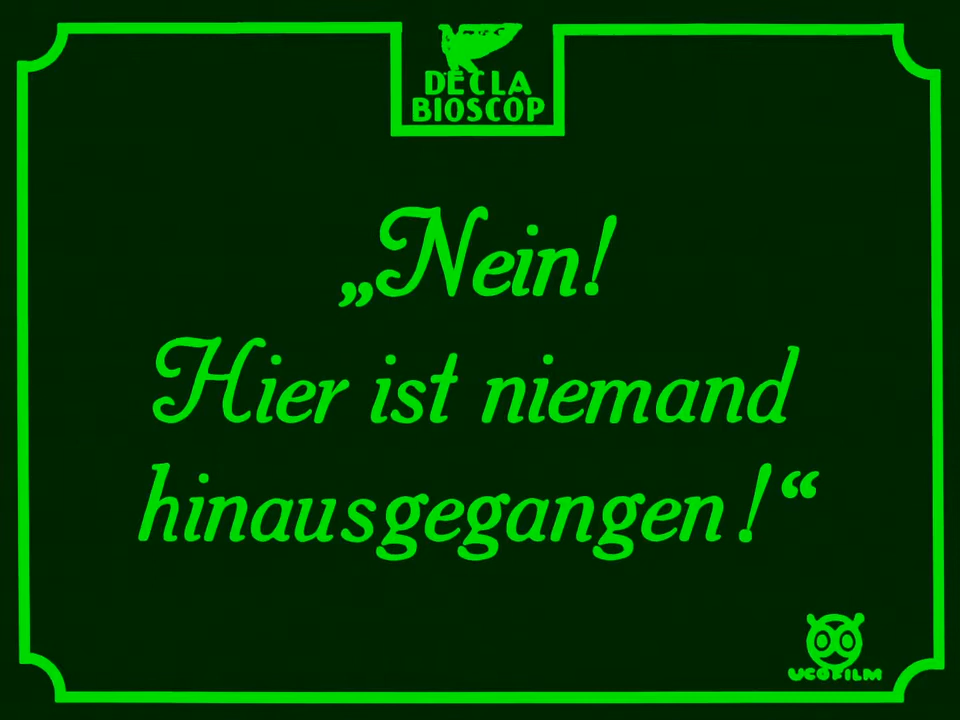 DECLA
BIOSCOP
„Nein!
Hier ist niemand
hinausgegangen!“
UCOFILM